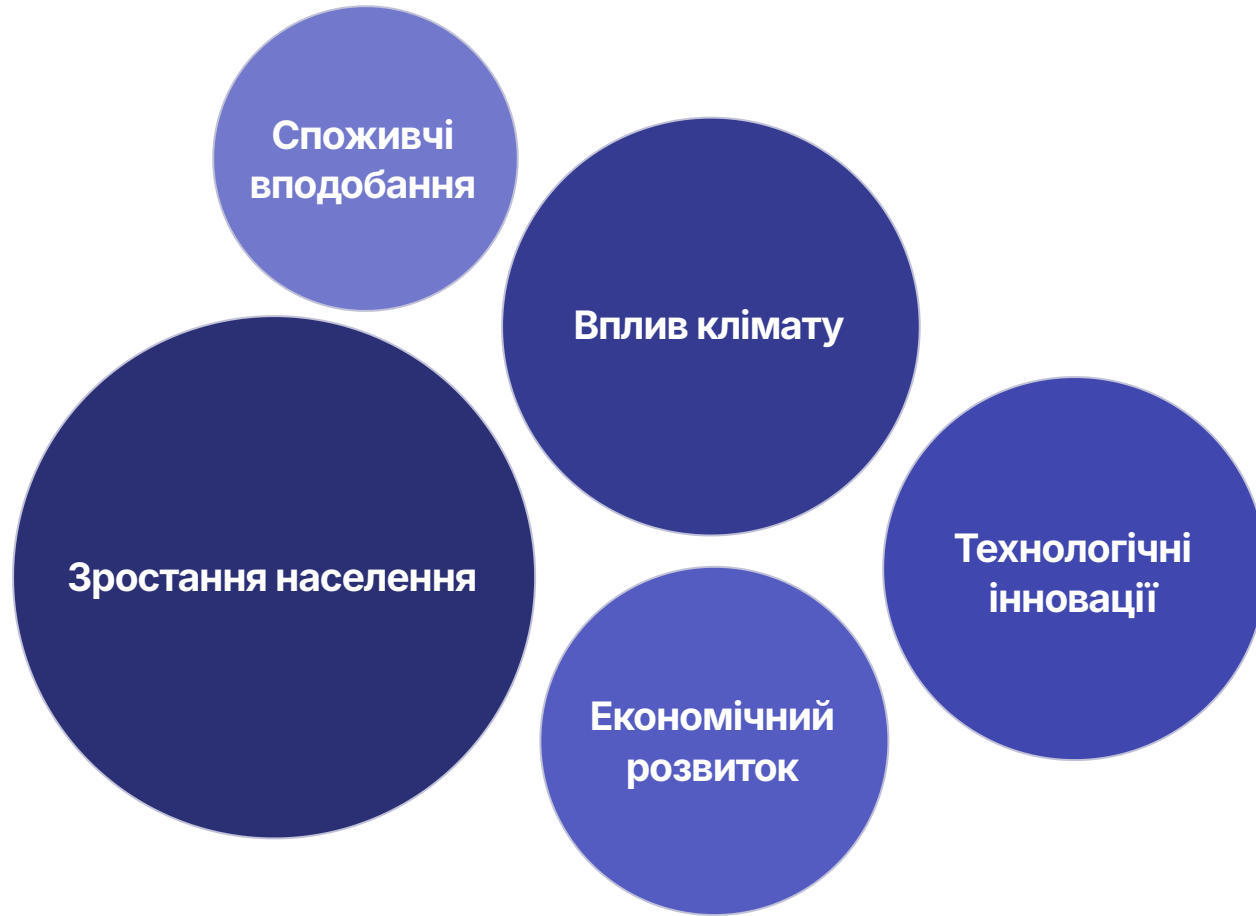 Споживчі
вподобання
Вплив клімату
Зростання населення
Технологічні
інновації
Економічний
розвиток